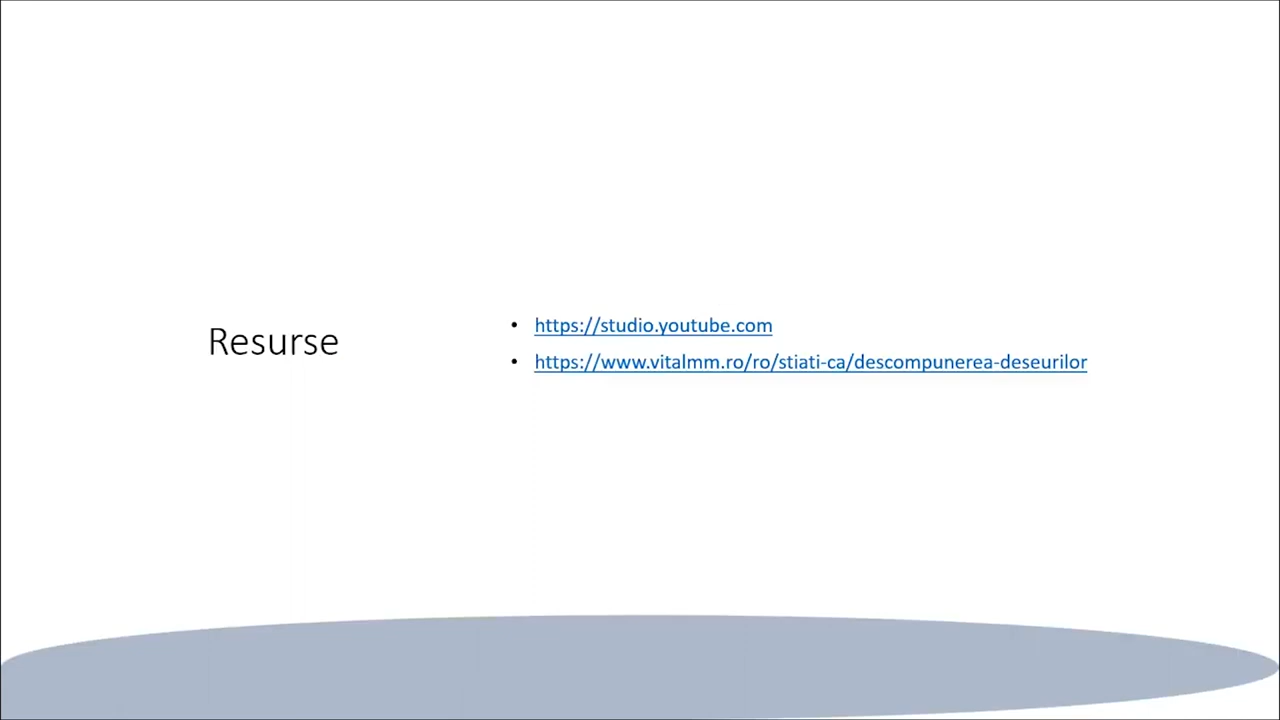 Resurse
• https://studio.youtube.com
• https://www.vitalmm.ro/ro/stiati-ca/descompunerea-deseurilor